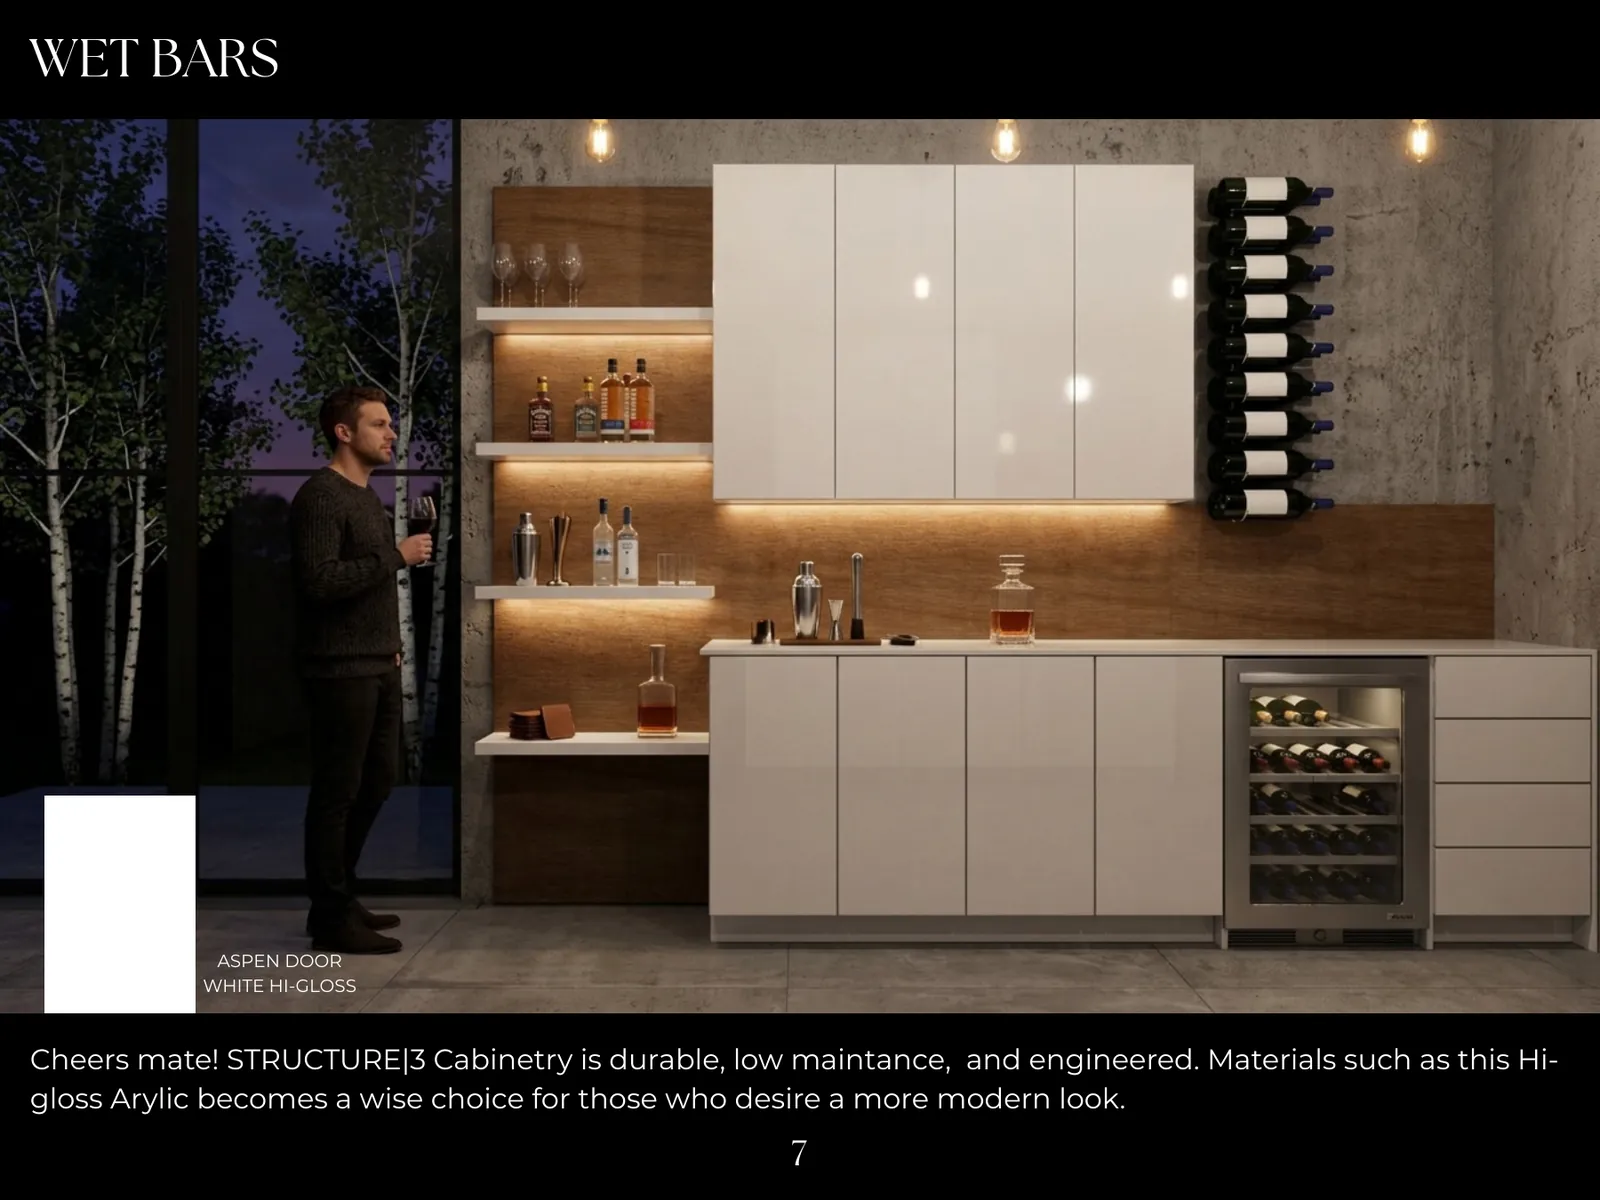 WET BARS
ASPEN DOOR
WHITE HI-GLOSS
Cheers mate! STRUCTURE|3 Cabinetry is durable, low maintance,  and engineered. Materials such as this Hi-
gloss Arylic becomes a wise choice for those who desire a more modern look.
7